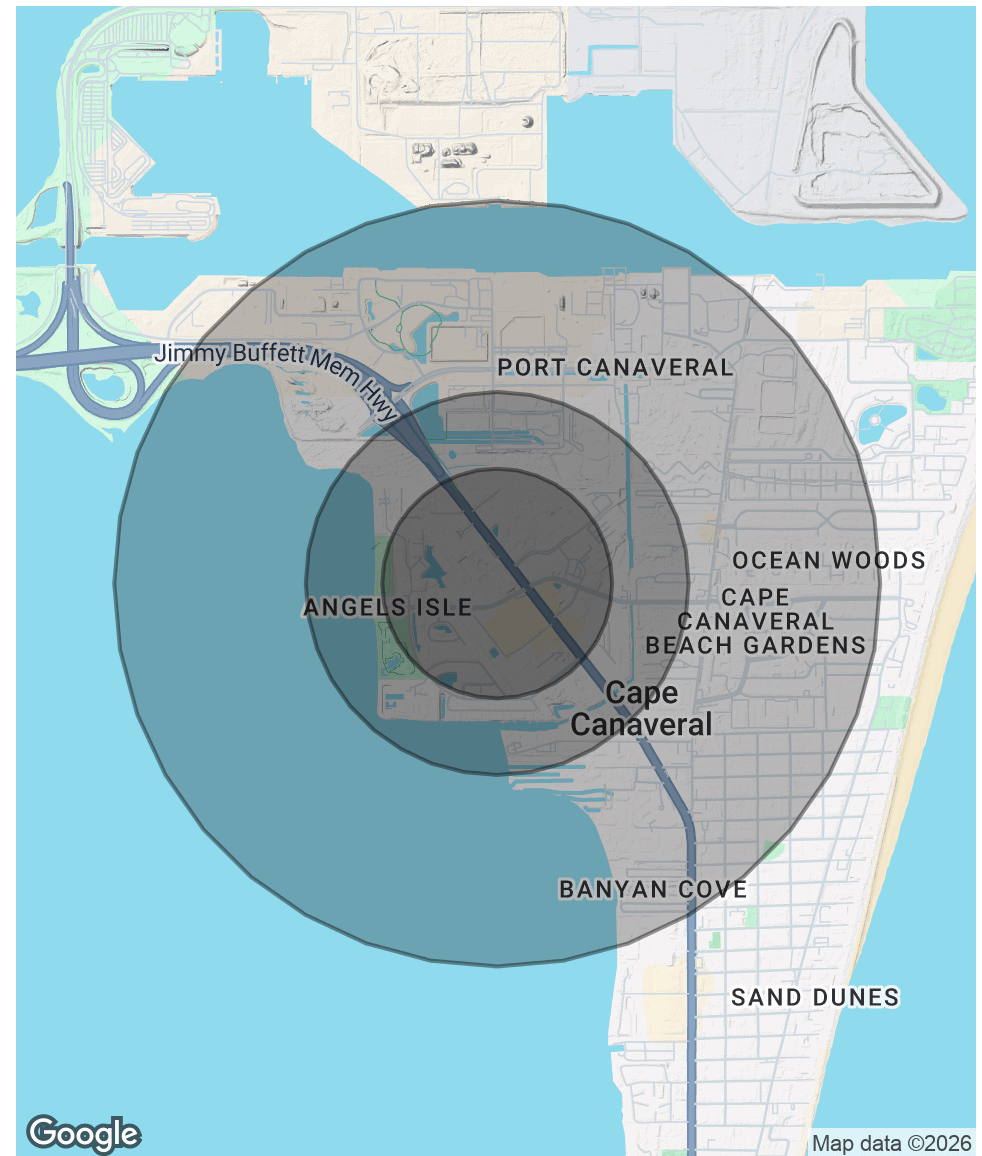 Jimmy Buffett Mem Hwy
PORT CANAVERAL
OCEAN WOODS
ANGELS ISLE
CAPE
CANAVERAL
BEACH GARDENS
Cape
Canaveral
BANYAN COVE
SAND DUNES
Google
Map data ©2026